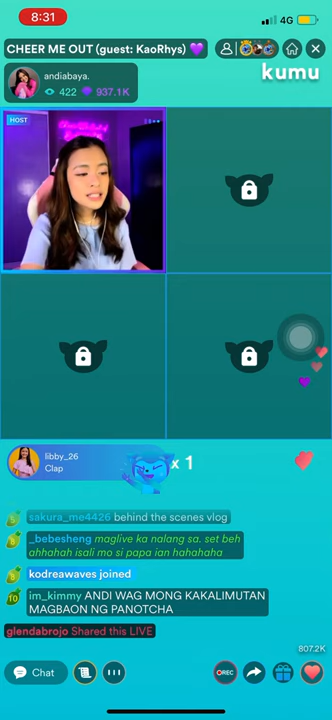 8:31
4G
CHEER ME OUT (guest: KaoRhys) 💜
kumu
andiabaya.
422 937.1K
HOST
libby_26
Clap
x 1
sakura_me4426 behind the scenes vlog
_bebesheng maglive ka nalang sa. set beh
ahhahah isali mo si papa ian hahahaha
8 kodreawaves joined
10 im_kimmy ANDI WAG MONG KAKALIMUTAN
MAGBAON NG PANOTCHA
glendabrojo Shared this LIVE
807.2K
Chat
REC